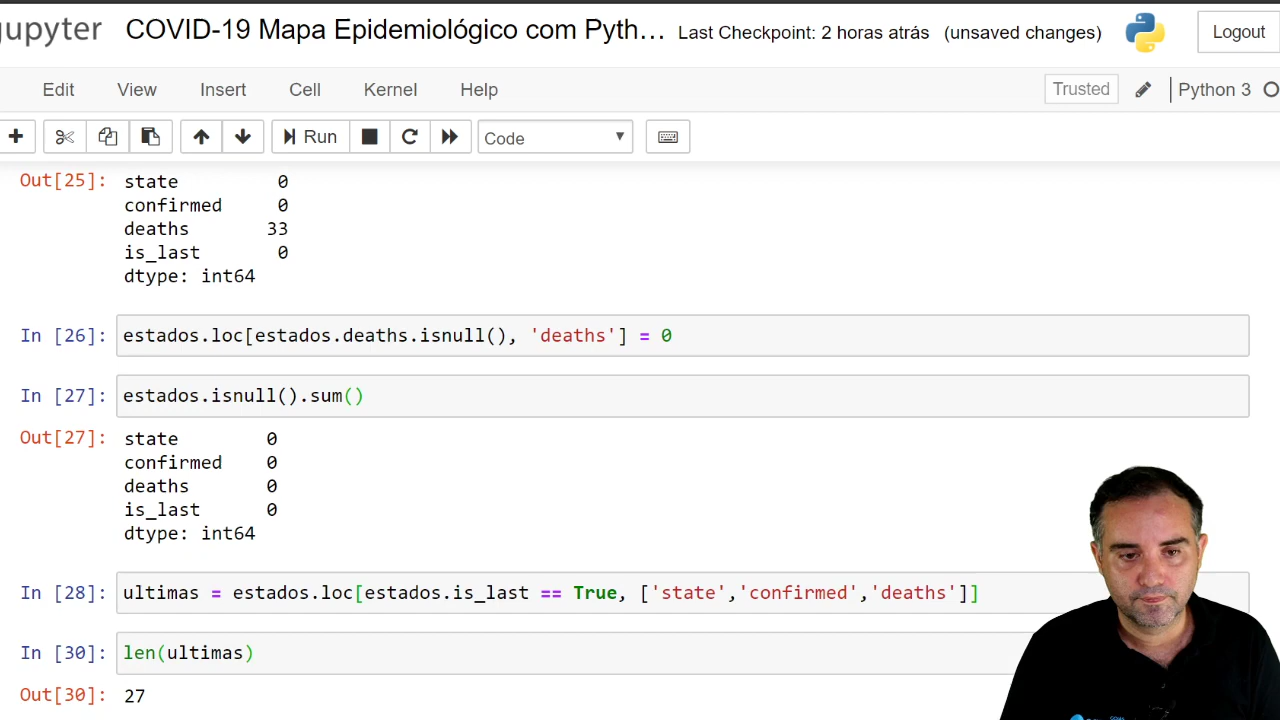 jupyter COVID-19 Mapa Epidemiológico com Pyth... Last Checkpoint: 2 horas atrás (unsaved changes) Logout
Edit View Insert Cell Kernel Help Trusted Python 3
Run Code
Out[25]: state 0
confirmed 0
deaths 33
is_last 0
dtype: int64
In [26]: estados.loc[estados.deaths.isnull(), 'deaths'] = 0
In [27]: estados.isnull().sum()
Out[27]: state 0
confirmed 0
deaths 0
is_last 0
dtype: int64
In [28]: ultimas = estados.loc[estados.is_last == True, ['state','confirmed','deaths']]
In [30]: len(ultimas)
Out[30]: 27